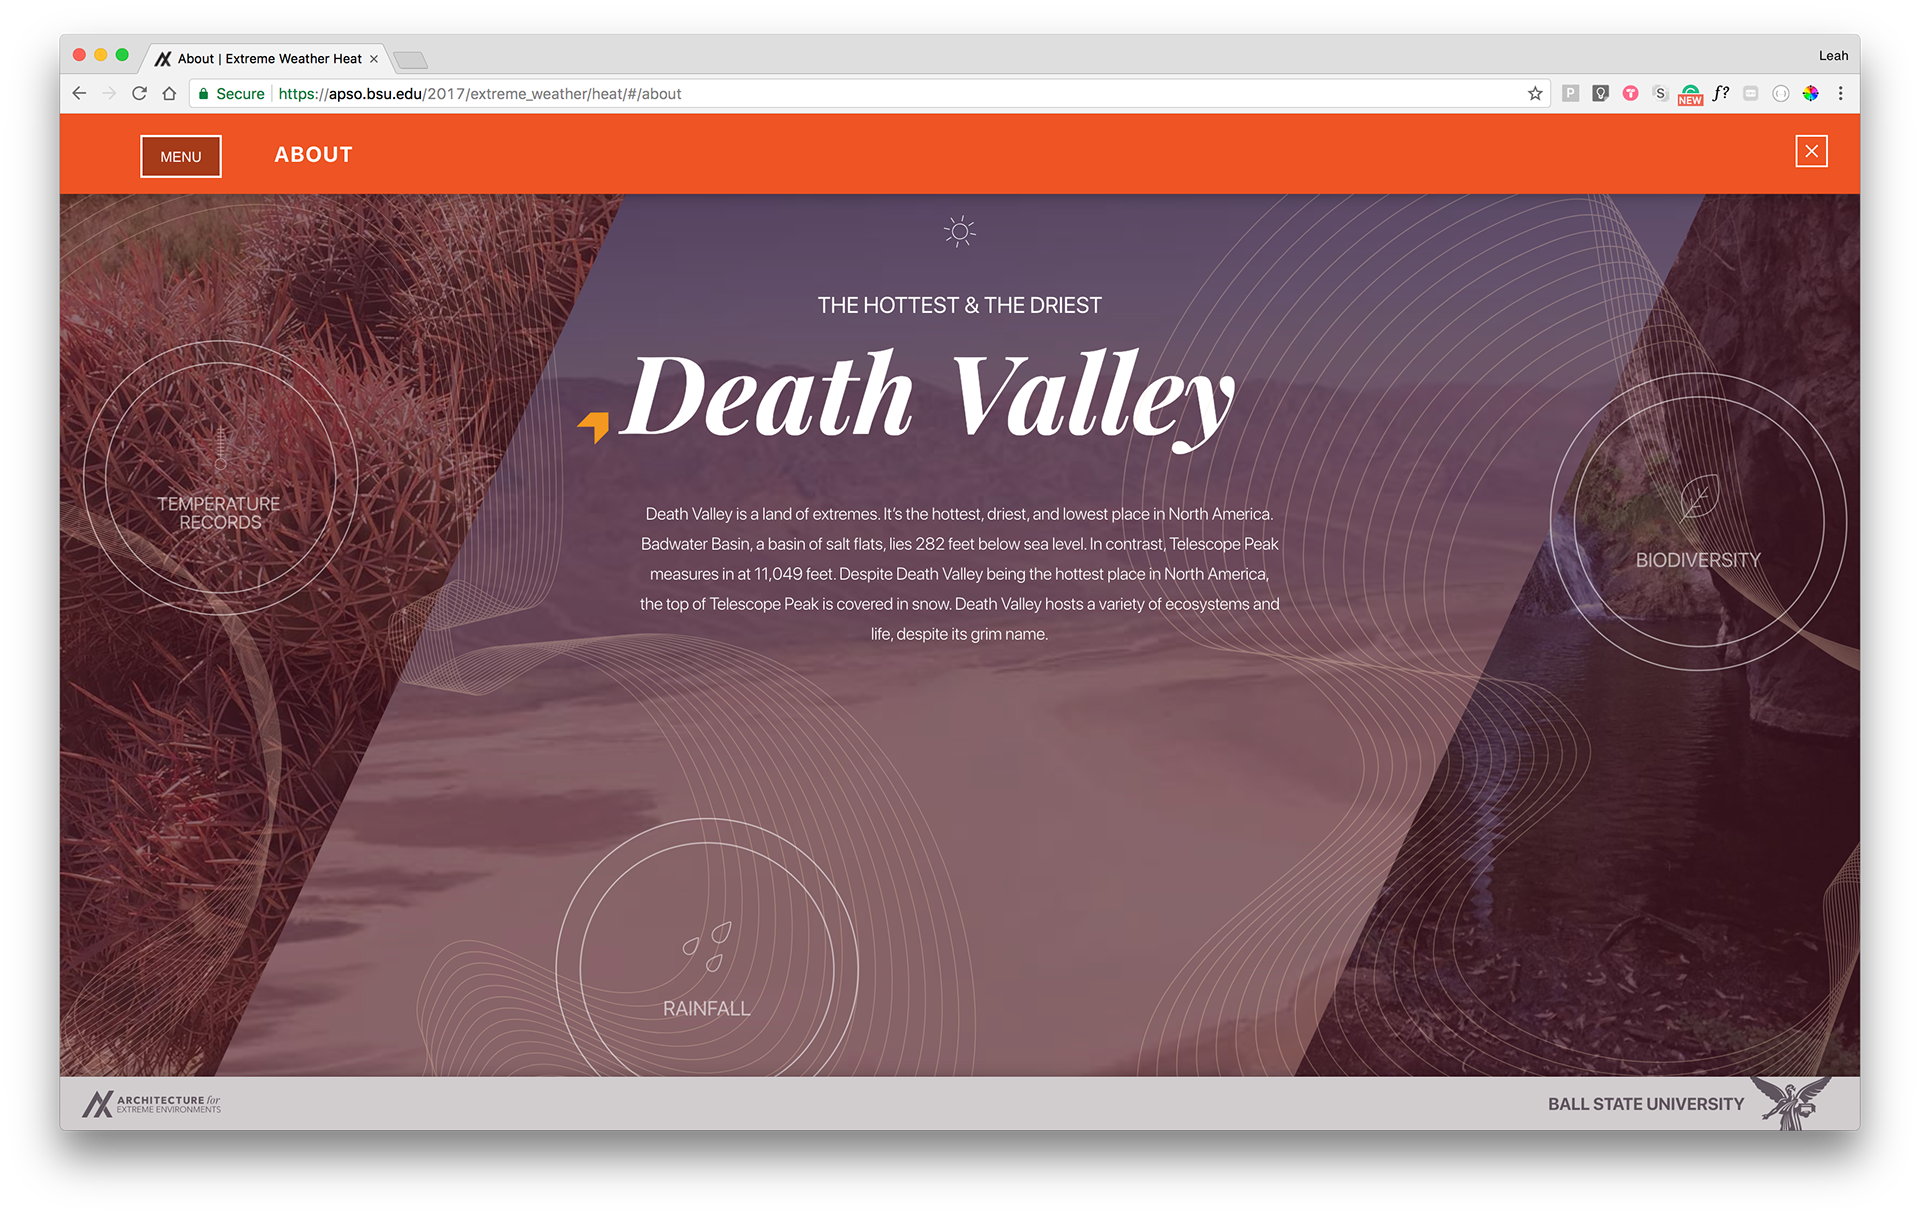 About | Extreme Weather Heat
Leah
Secure
https://apso.bsu.edu/2017/extreme_weather/heat/#/about
P
T
S
NEW
f?
MENU
ABOUT
THE HOTTEST & THE DRIEST
Death Valley
Death Valley is a land of extremes. It's the hottest, driest, and lowest place in North America.
Badwater Basin, a basin of salt flats, lies 282 feet below sea level. In contrast, Telescope Peak
measures in at 11,049 feet. Despite Death Valley being the hottest place in North America,
the top of Telescope Peak is covered in snow. Death Valley hosts a variety of ecosystems and
life, despite its grim name.
TEMPERATURE
RECORDS
BIODIVERSITY
RAINFALL
ARCHITECTURE for
EXTREME ENVIRONMENTS
BALL STATE UNIVERSITY